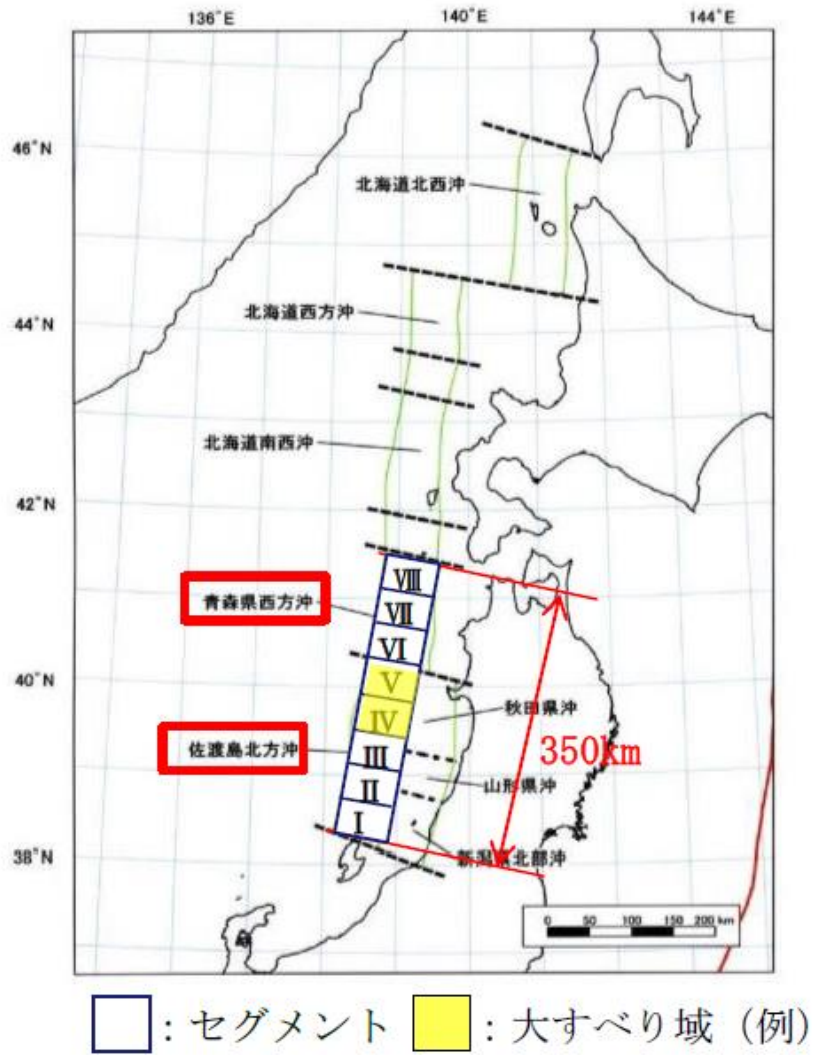 136°E 140°E 144°E
46°N
北海道北西沖
44°N
北海道西方沖
北海道南西沖
42°N
VIII
青森県西方沖
VII
VI
40°N
V
秋田県沖
IV
佐渡島北方沖
III
350km
山形県沖
II
I
38°N
新潟県北部沖
0 50 100 150 200 km
:セグメント :大すべり域(例)